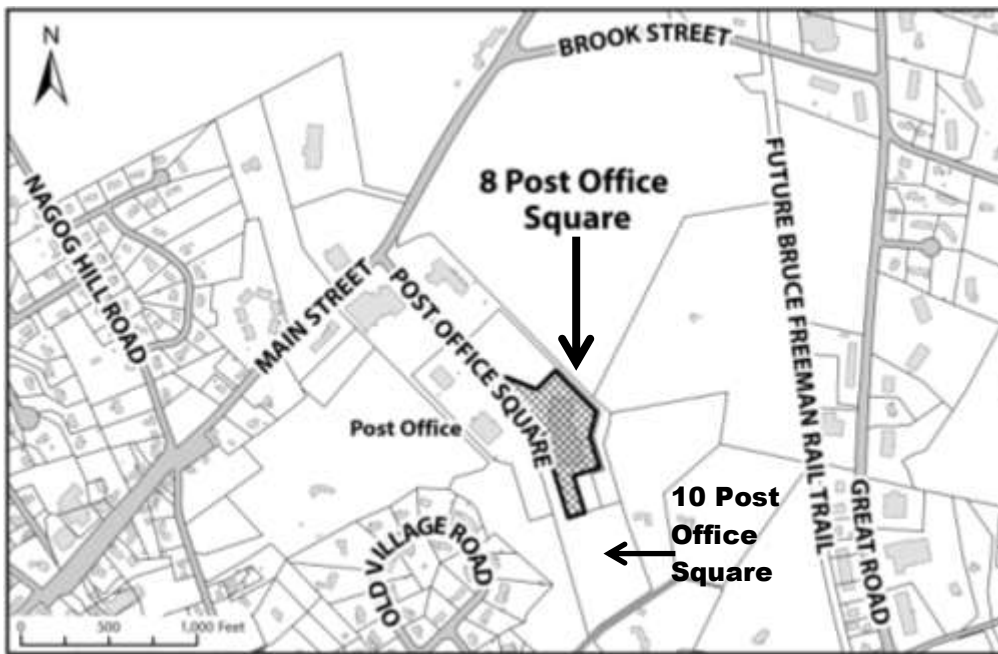 N
BROOK STREET
8 Post Office
Square
NAGOG HILL ROAD
MAIN STREET
POST OFFICE SQUARE
FUTURE BRUCE FREEMAN RAIL TRAIL
GREAT ROAD
Post Office
10 Post
Office
Square
OLD VILLAGE ROAD
0 500 1,000 Feet